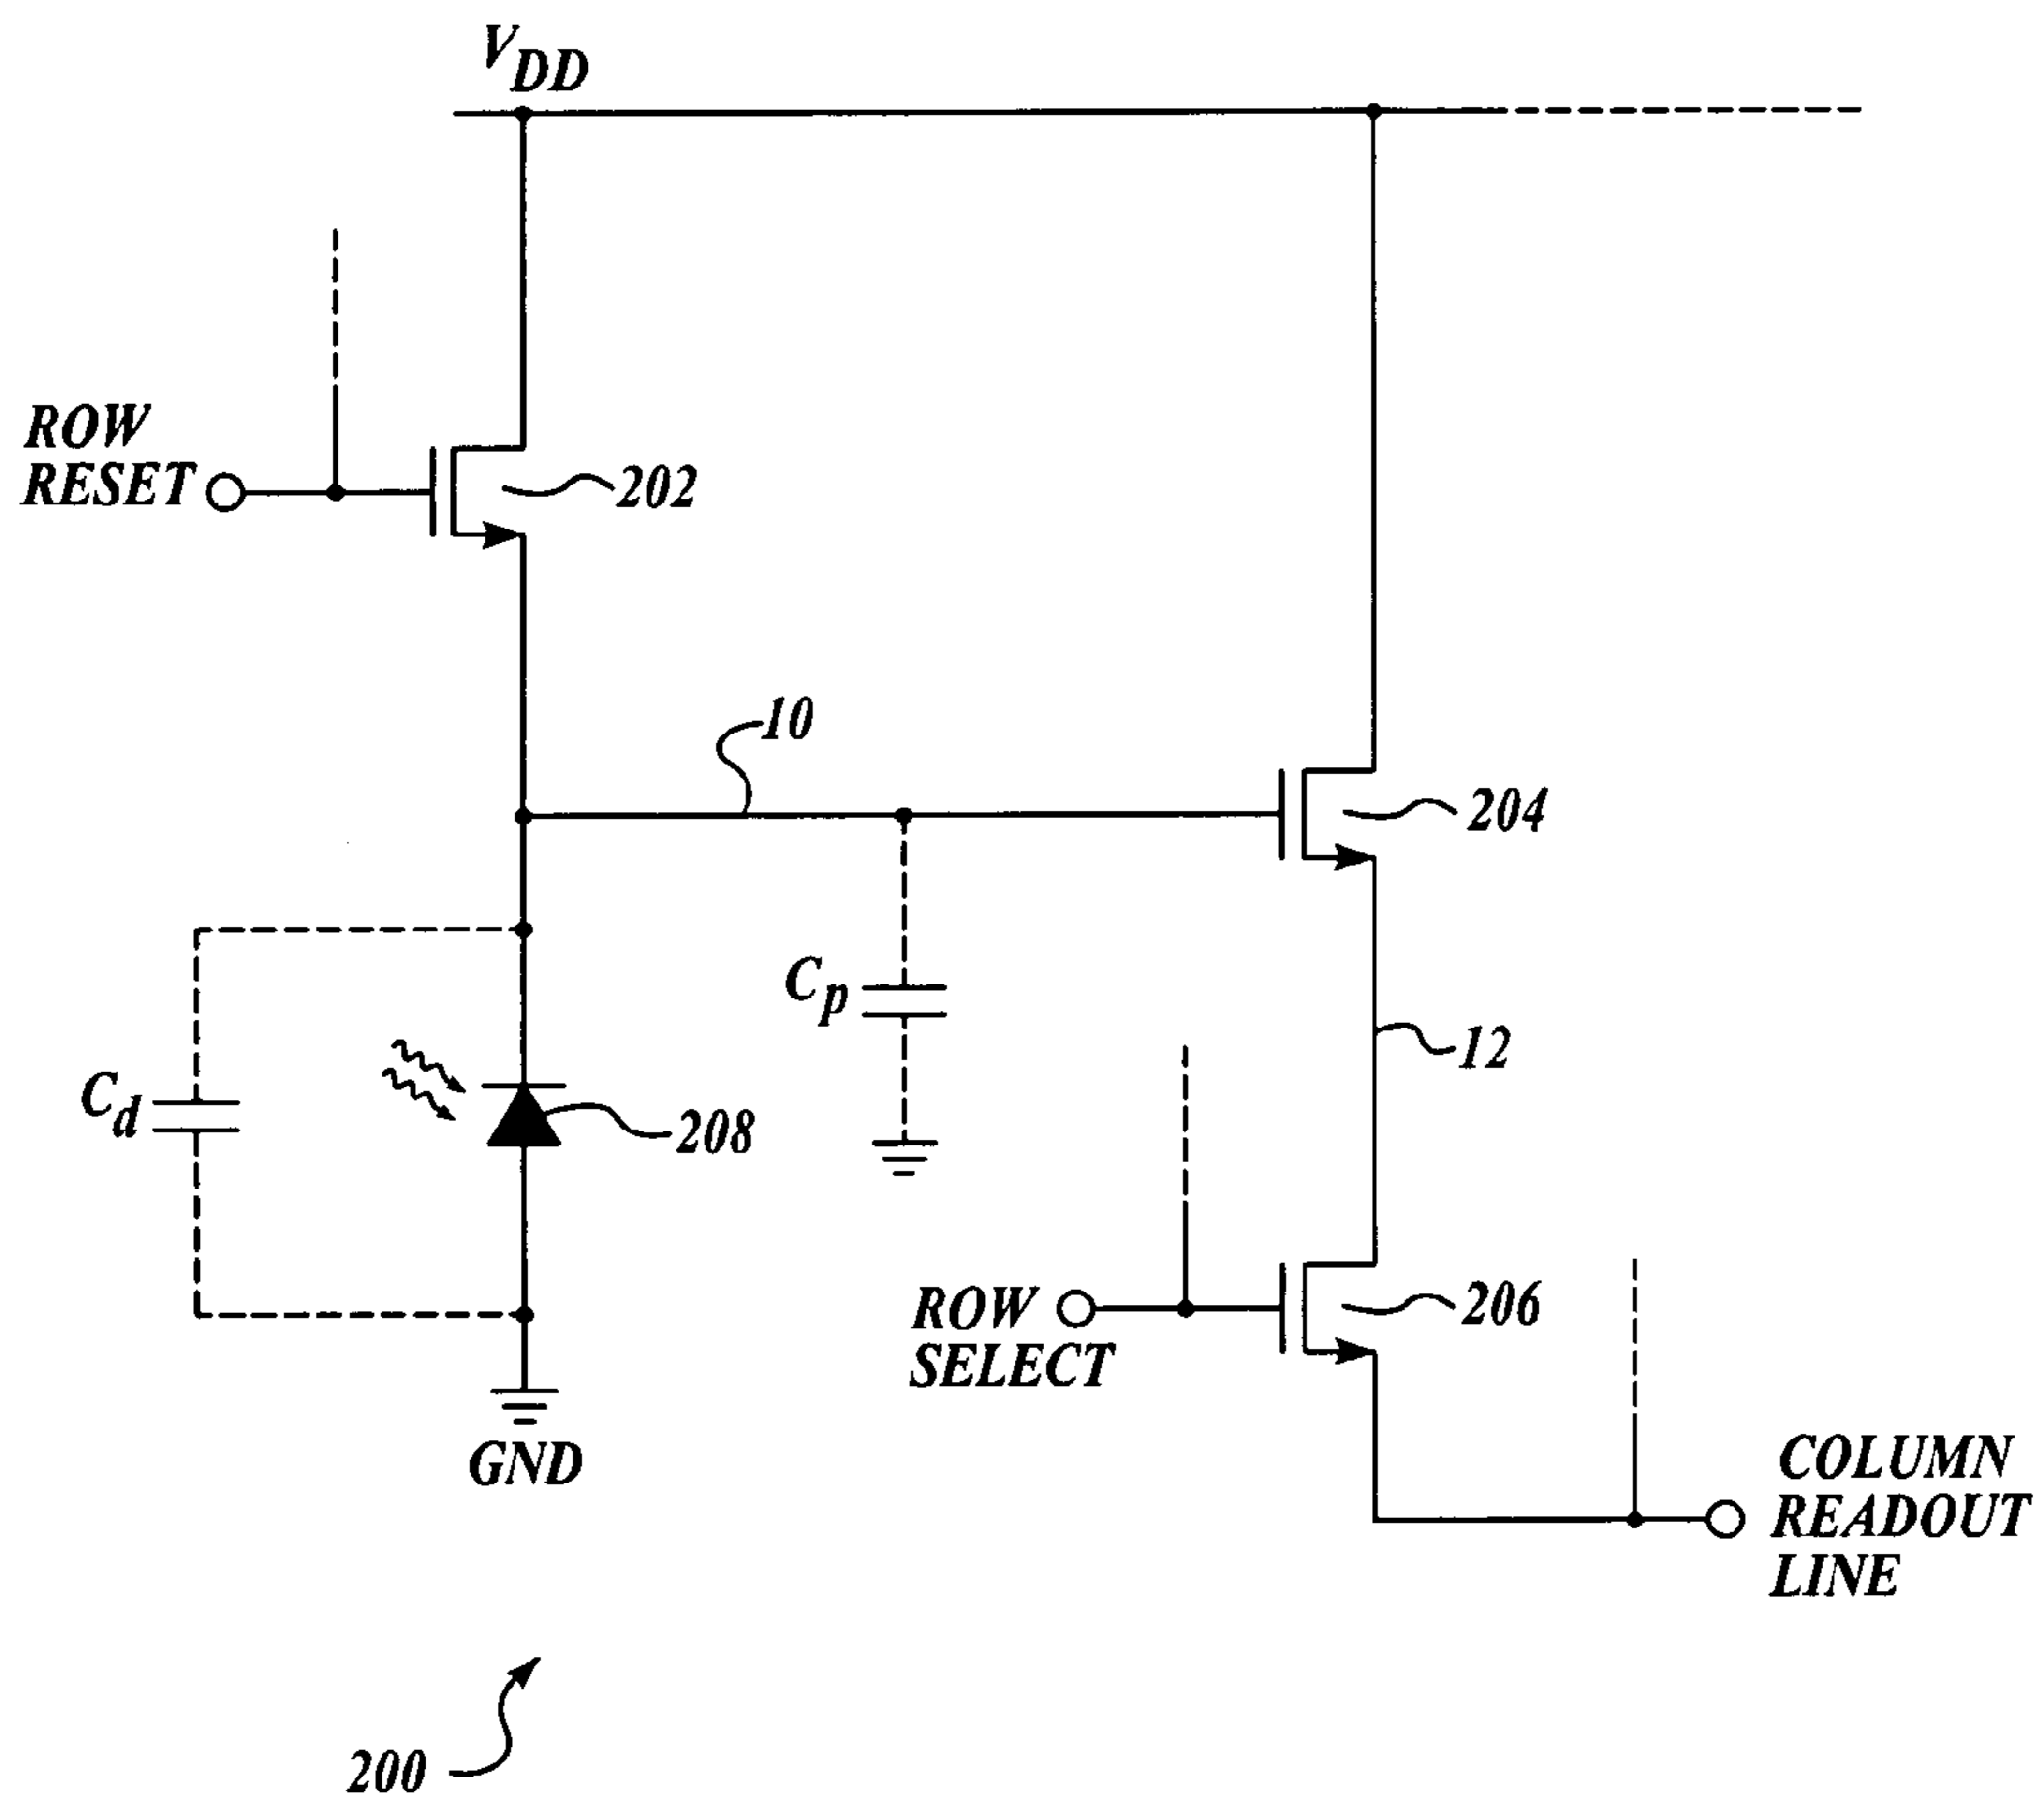 V_DD
ROW
RESET
202
10
204
C_p
12
C_d
208
ROW
SELECT
206
GND
COLUMN
READOUT
LINE
200